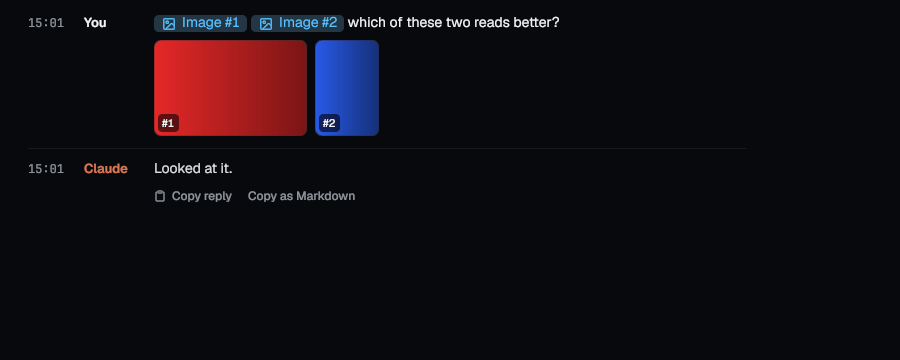 15:01 You Image #1 Image #2 which of these two reads better?
#1 #2
15:01 Claude Looked at it.
Copy reply Copy as Markdown